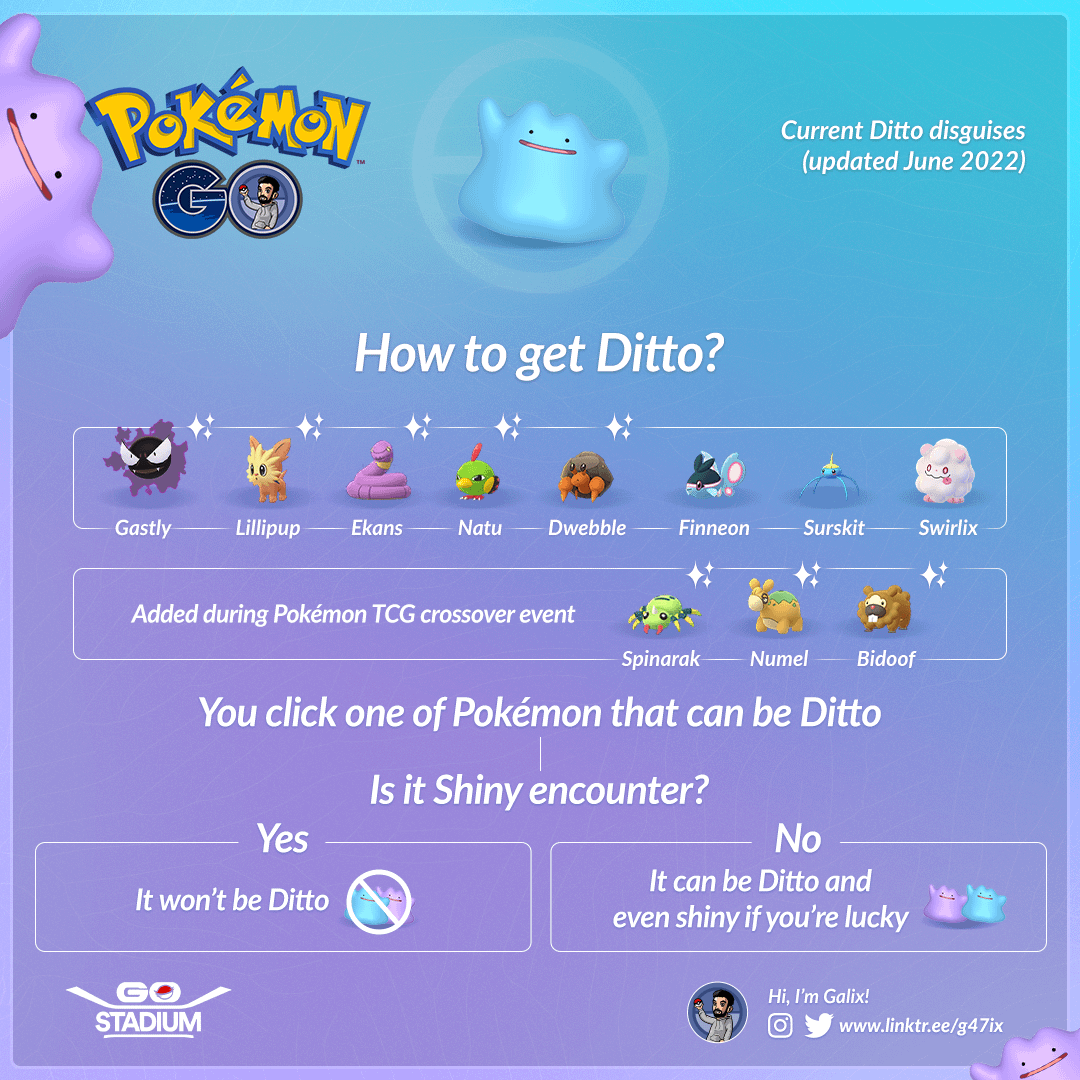 POKéMON
TM
GO
Current Ditto disguises
(updated June 2022)
How to get Ditto?
Gastly Lillipup Ekans Natu Dwebble Finneon Surskit Swirlix
Added during Pokémon TCG crossover event
Spinarak Numel Bidoof
You click one of Pokémon that can be Ditto
Is it Shiny encounter?
Yes
It won't be Ditto
No
It can be Ditto and
even shiny if you're lucky
GO
STADIUM
Hi, I'm Galix!
www.linktr.ee/g47ix